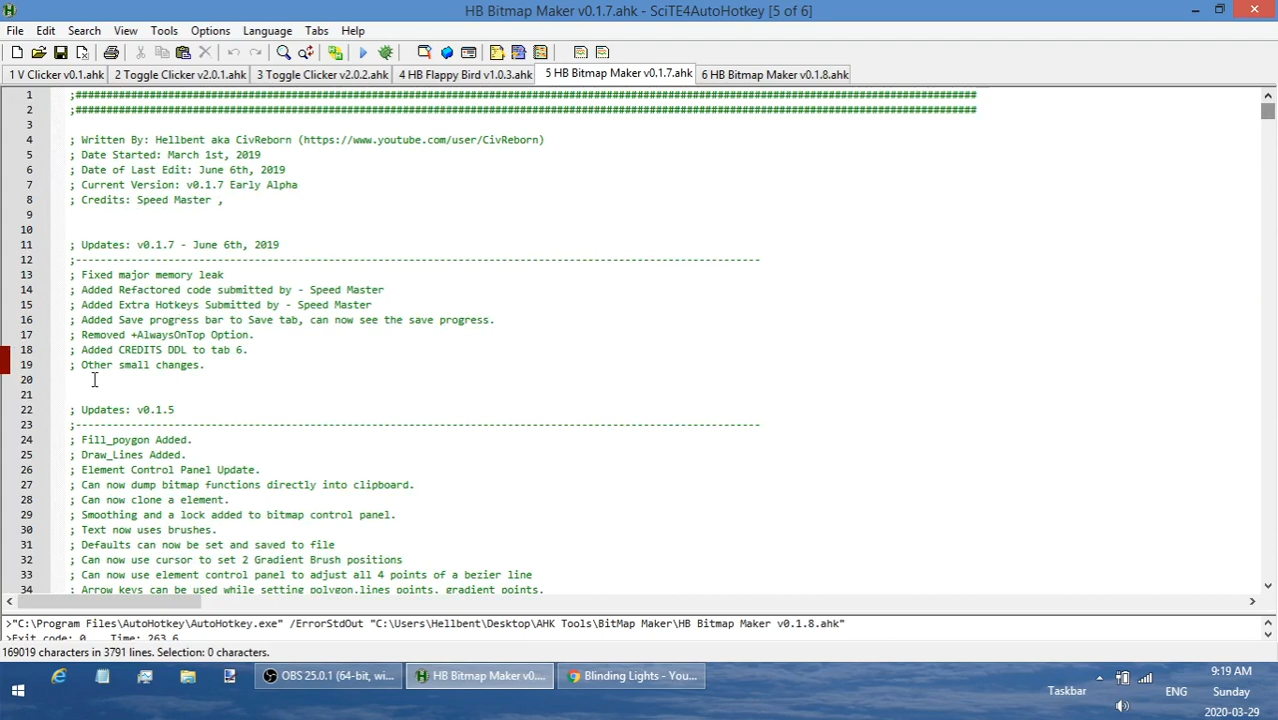 HB Bitmap Maker v0.1.7.ahk - SciTE4AutoHotkey [5 of 6]
File Edit Search View Tools Options Language Tabs Help
1 V Clicker v0.1.ahk 2 Toggle Clicker v2.0.1.ahk 3 Toggle Clicker v2.0.2.ahk 4 HB Flappy Bird v1.0.3.ahk 5 HB Bitmap Maker v0.1.7.ahk 6 HB Bitmap Maker v0.1.8.ahk
1 ;#################################################################################################################################################
2 ;#################################################################################################################################################
3
4 ; Written By: Hellbent aka CivReborn (https://www.youtube.com/user/CivReborn)
5 ; Date Started: March 1st, 2019
6 ; Date of Last Edit: June 6th, 2019
7 ; Current Version: v0.1.7 Early Alpha
8 ; Credits: Speed Master ,
9
10
11 ; Updates: v0.1.7 - June 6th, 2019
12 ;--------------------------------------------------------------------------------------------------------------
13 ; Fixed major memory leak
14 ; Added Refactored code submitted by - Speed Master
15 ; Added Extra Hotkeys Submitted by - Speed Master
16 ; Added Save progress bar to Save tab, can now see the save progress.
17 ; Removed +AlwaysOnTop Option.
18 ; Added CREDITS DDL to tab 6.
19 ; Other small changes.
20
21
22 ; Updates: v0.1.5
23 ;--------------------------------------------------------------------------------------------------------------
24 ; Fill_poygon Added.
25 ; Draw_Lines Added.
26 ; Element Control Panel Update.
27 ; Can now dump bitmap functions directly into clipboard.
28 ; Can now clone a element.
29 ; Smoothing and a lock added to bitmap control panel.
30 ; Text now uses brushes.
31 ; Defaults can now be set and saved to file
32 ; Can now use cursor to set 2 Gradient Brush positions
33 ; Can now use element control panel to adjust all 4 points of a bezier line
34 ; Arrow keys can be used while setting polygon,lines points, gradient points.
>"C:\Program Files\AutoHotkey\AutoHotkey.exe" /ErrorStdOut "C:\Users\Hellbent\Desktop\AHK Tools\BitMap Maker\HB Bitmap Maker v0.1.8.ahk"
>Exit code: 0 Time: 263.6
169019 characters in 3791 lines. Selection: 0 characters.
OBS 25.0.1 (64-bit, wi... HB Bitmap Maker v0.... Blinding Lights - You...
Taskbar
ENG
9:19 AM
Sunday
2020-03-29